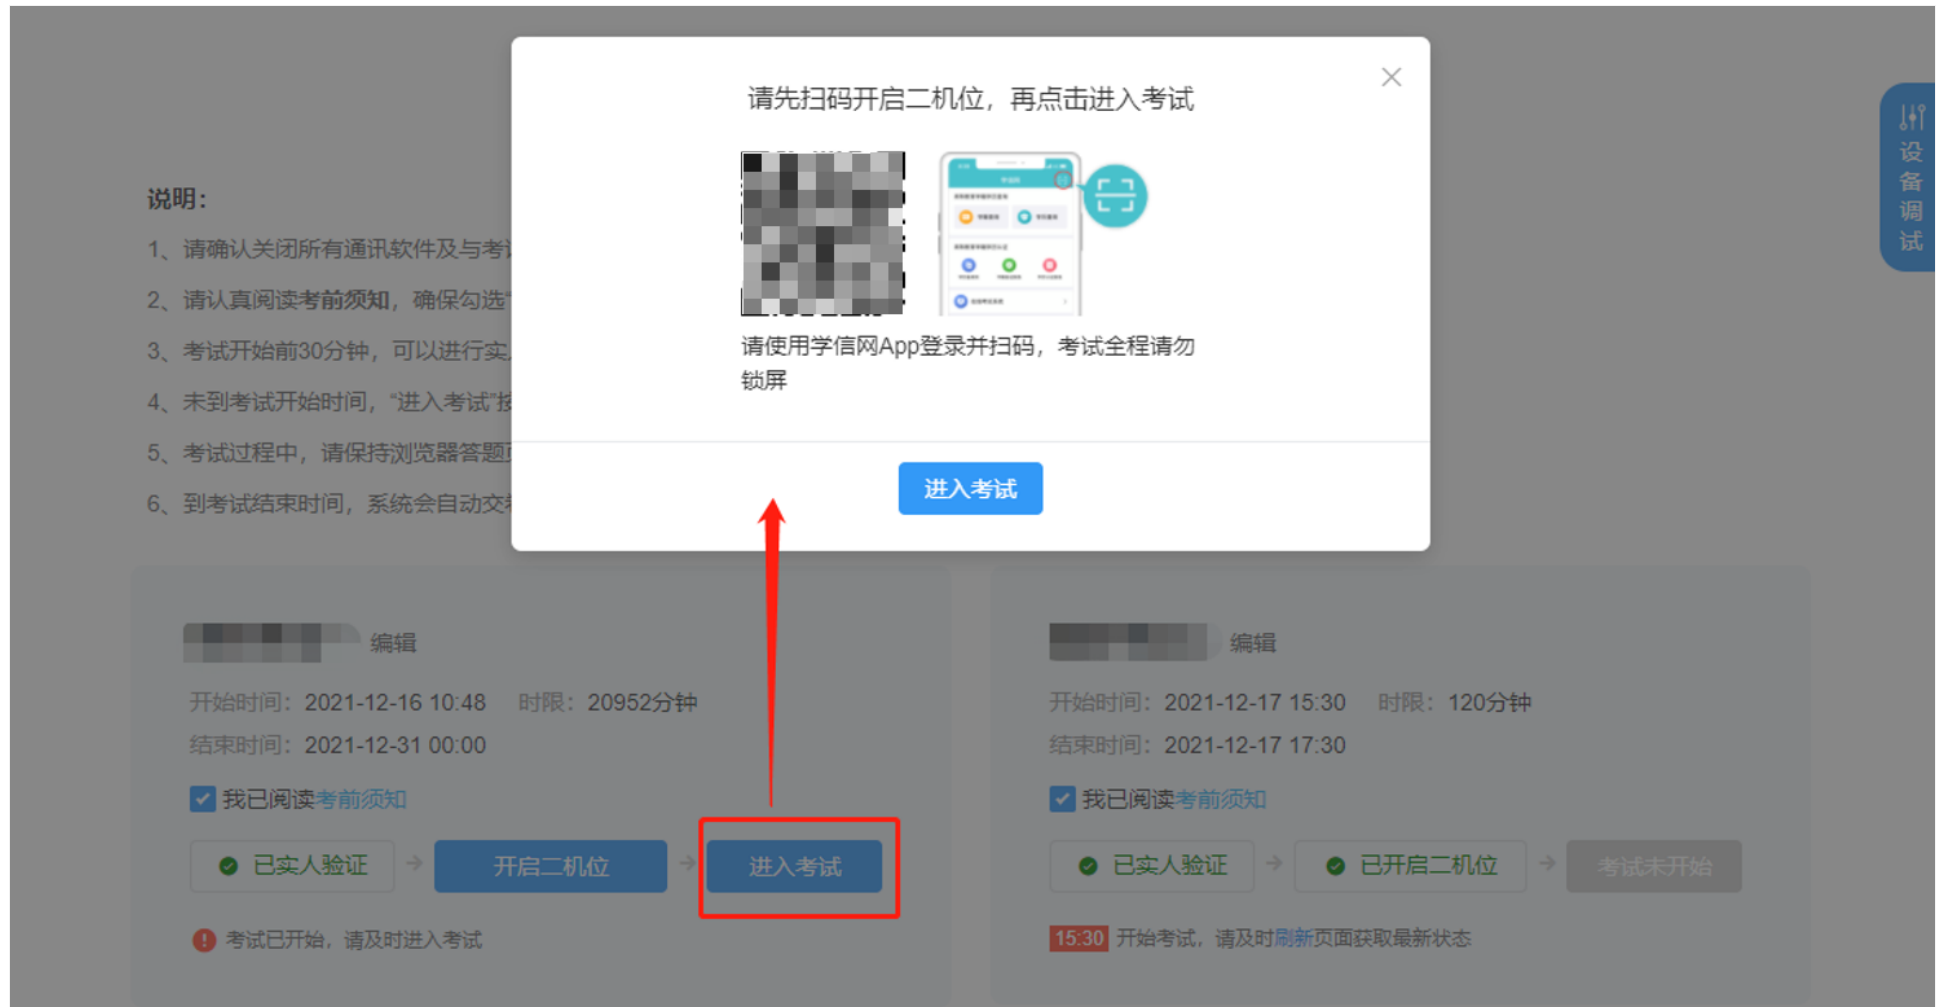 请先扫码开启二机位，再点击进入考试
请使用学信网App登录并扫码，考试全程请勿
锁屏
进入考试
设备调试
说明：
1、请确认关闭所有通讯软件及与考
2、请认真阅读考前须知，确保勾选“
3、考试开始前30分钟，可以进行实
4、未到考试开始时间，“进入考试”按
5、考试过程中，请保持浏览器答题
6、到考试结束时间，系统会自动交
编辑
开始时间：2021-12-16 10:48 时限：20952分钟
结束时间：2021-12-31 00:00
我已阅读考前须知
已实人验证 → 开启二机位 → 进入考试
考试已开始，请及时进入考试
编辑
开始时间：2021-12-17 15:30 时限：120分钟
结束时间：2021-12-17 17:30
我已阅读考前须知
已实人验证 → 已开启二机位 → 考试未开始
15:30 开始考试，请及时刷新页面获取最新状态